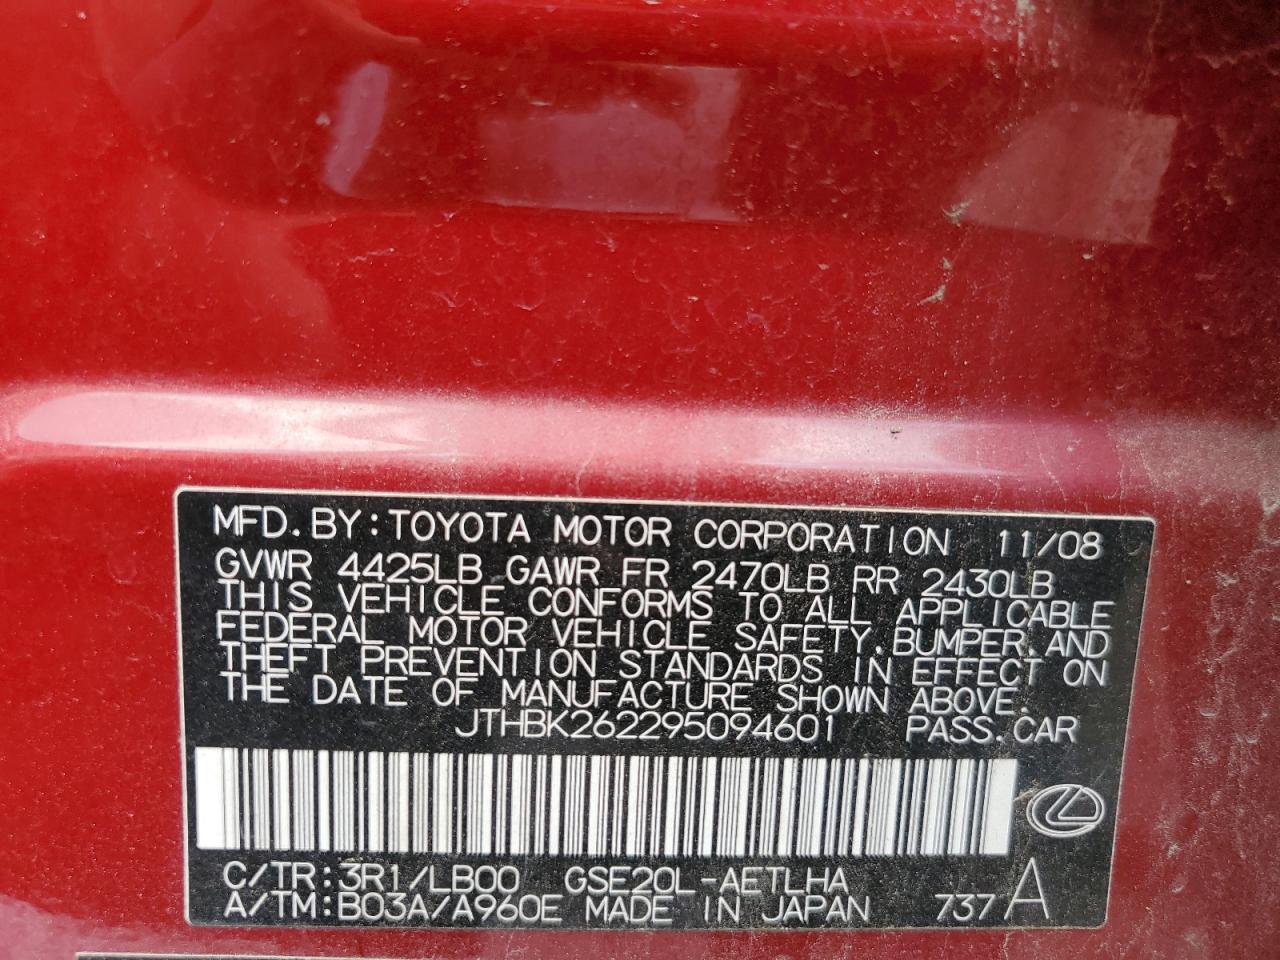 MFD.BY:TOYOTA MOTOR CORPORATION 11/08
GVWR 4425LB GAWR FR 2470LB RR 2430LB
THIS VEHICLE CONFORMS TO ALL APPLICABLE
FEDERAL MOTOR VEHICLE SAFETY,BUMPER,AND
THEFT PREVENTION STANDARDS IN EFFECT ON
THE DATE OF MANUFACTURE SHOWN ABOVE.
JTHBK262295094601 PASS.CAR
C/TR:3R1/LB00 GSE20L-AETLHA
A/TM:B03A/A960E MADE IN JAPAN 737 A